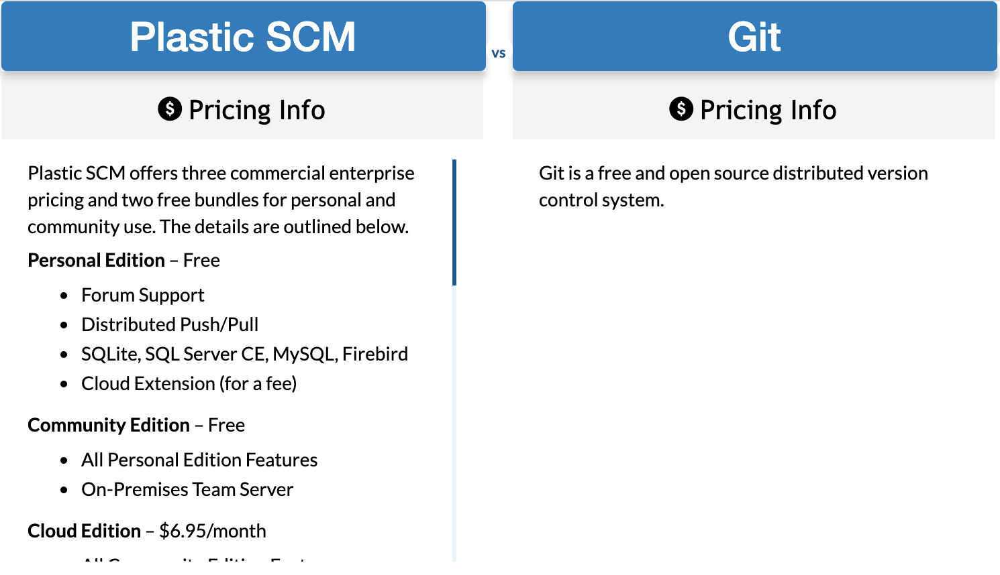 Plastic SCM
vs
Git
Pricing Info
Pricing Info
Plastic SCM offers three commercial enterprise
pricing and two free bundles for personal and
community use. The details are outlined below.
Personal Edition – Free
• Forum Support
• Distributed Push/Pull
• SQLite, SQL Server CE, MySQL, Firebird
• Cloud Extension (for a fee)
Community Edition – Free
• All Personal Edition Features
• On-Premises Team Server
Cloud Edition – $6.95/month
Git is a free and open source distributed version
control system.